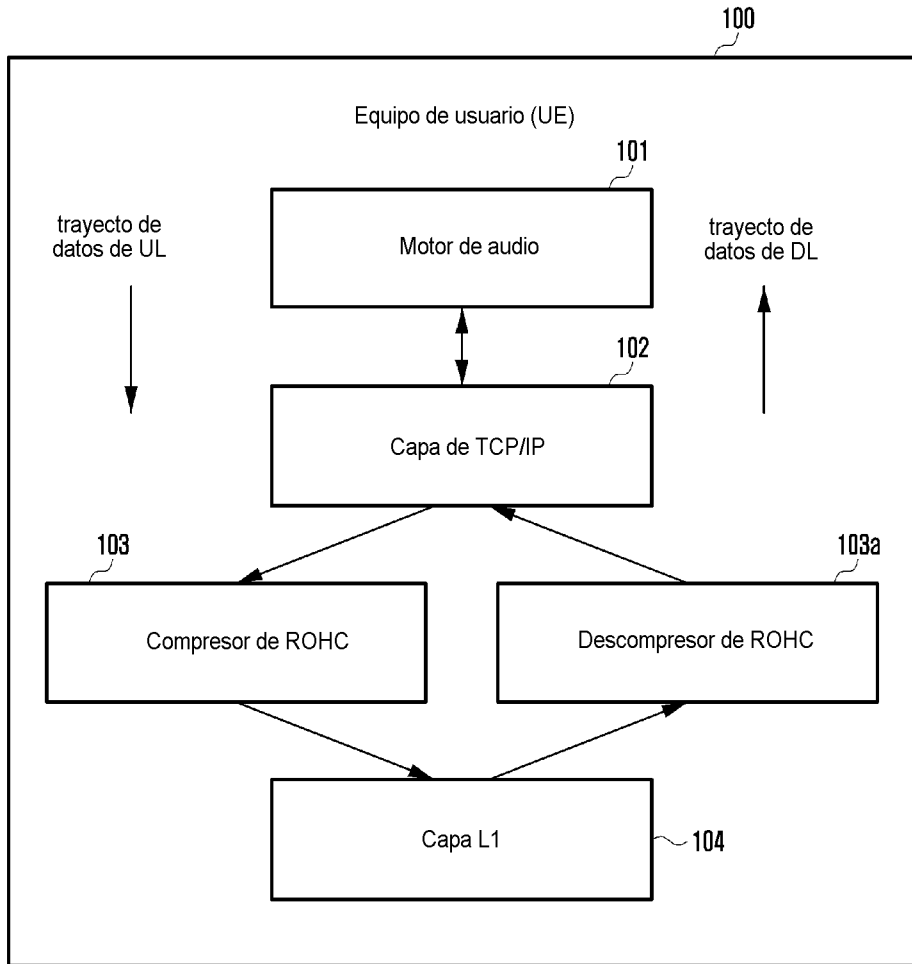 100
Equipo de usuario (UE)
101
trayecto de
datos de UL
Motor de audio
trayecto de
datos de DL
102
Capa de TCP/IP
103
103a
Compresor de ROHC
Descompresor de ROHC
Capa L1
104